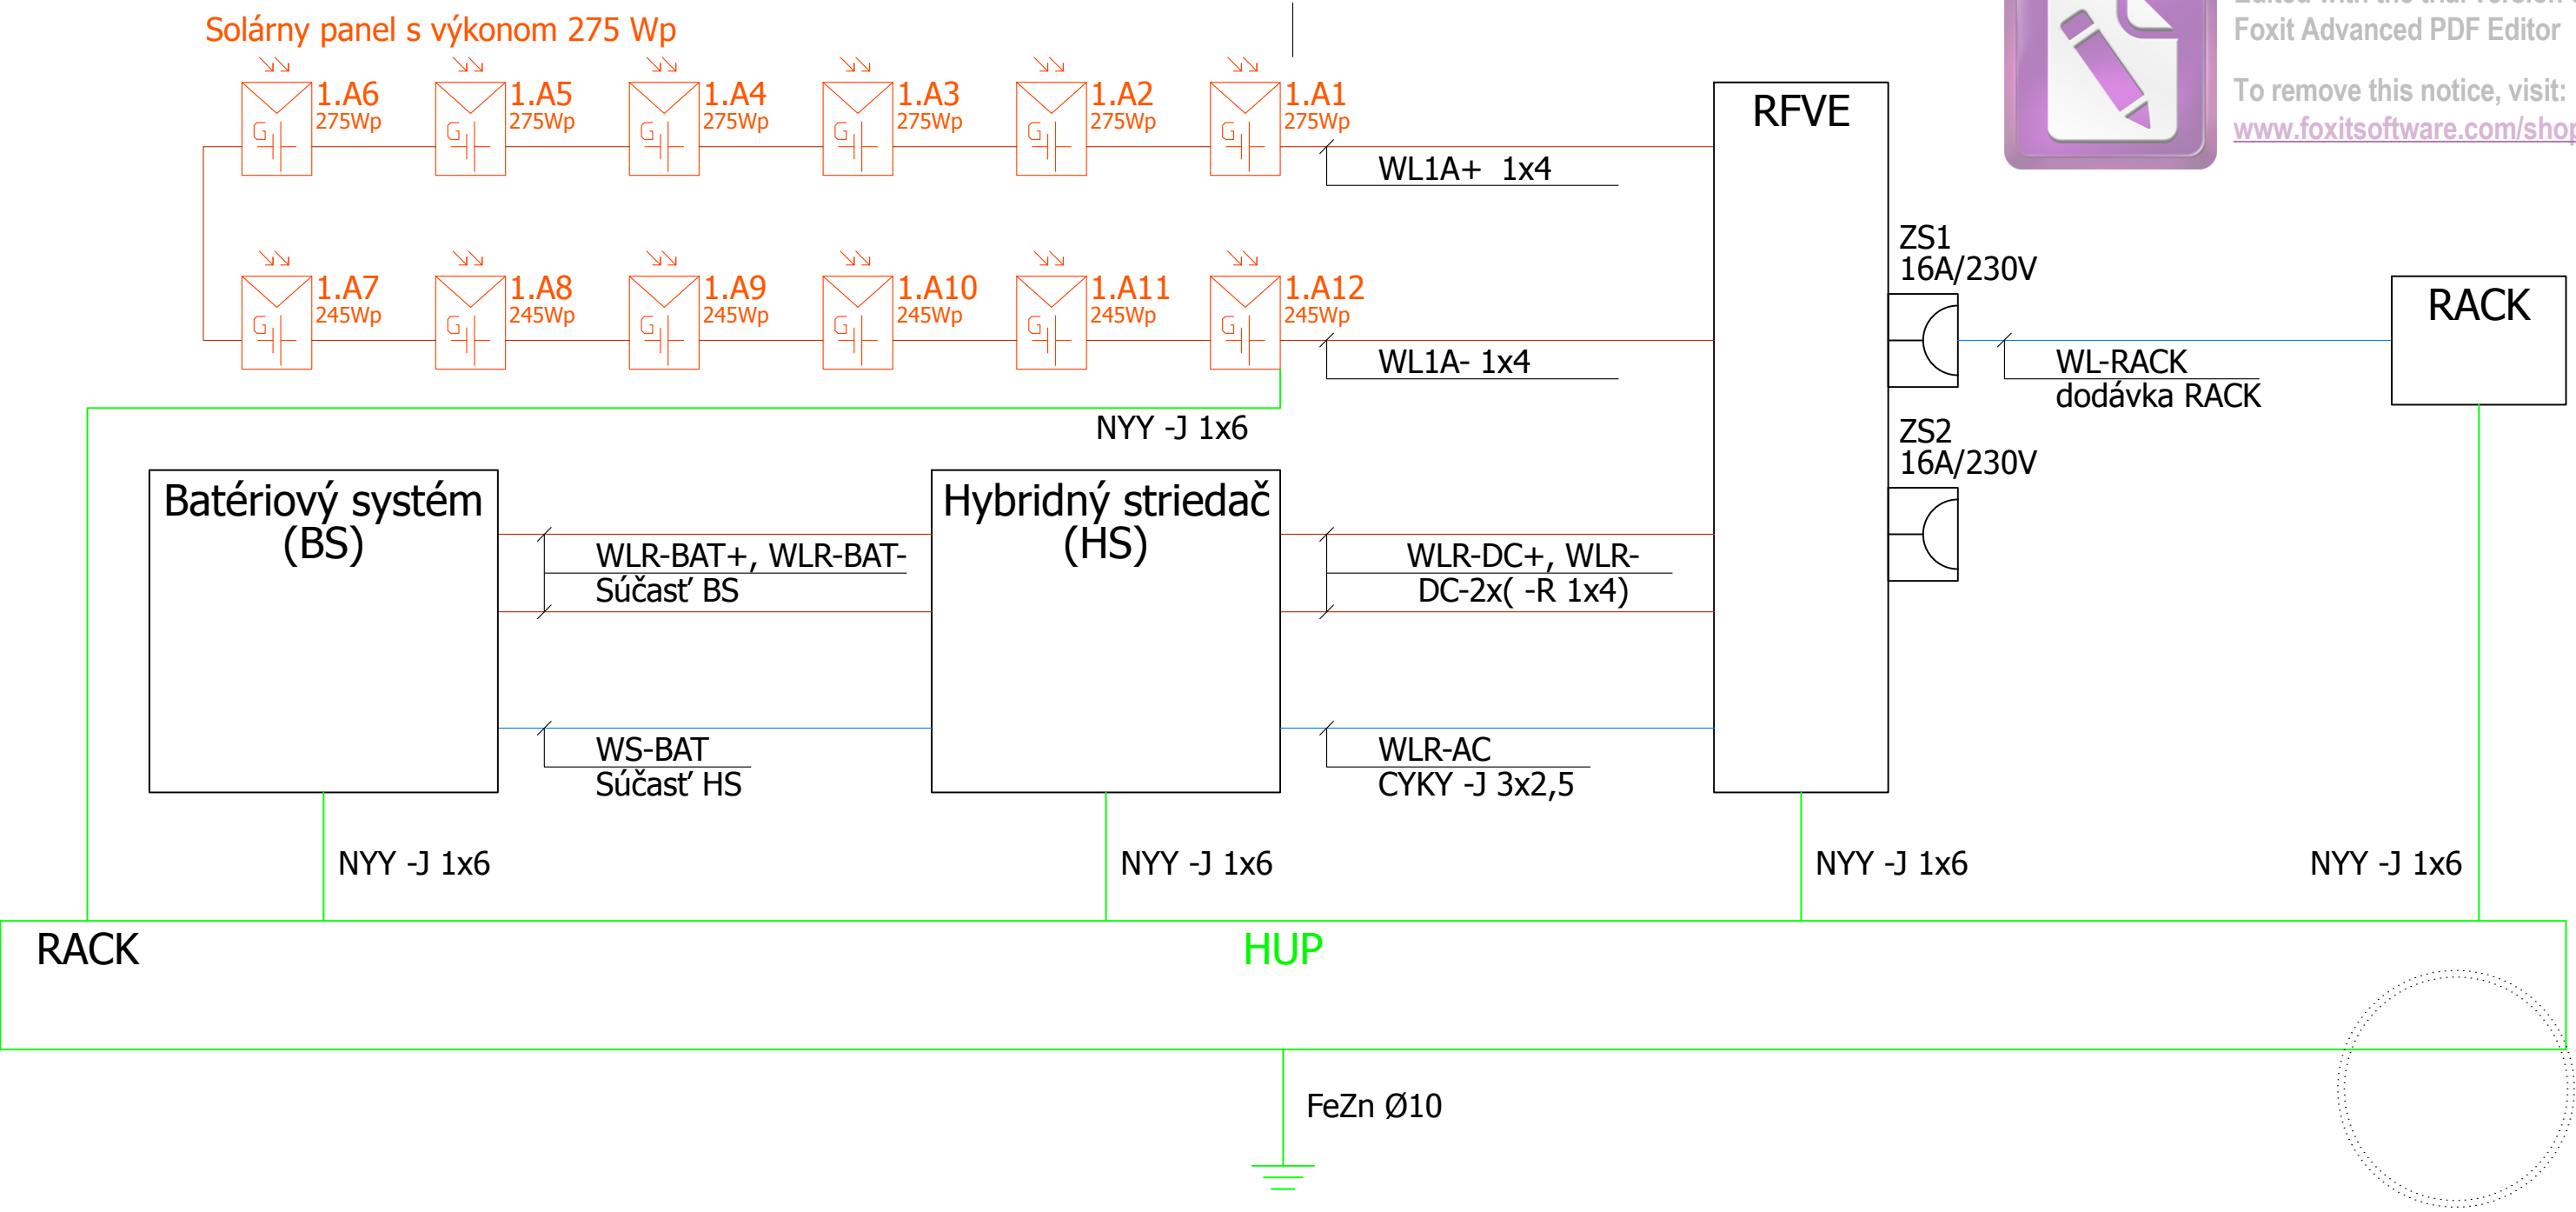 Solárny panel s výkonom 275 Wp
Foxit Advanced PDF Editor
To remove this notice, visit:
www.foxitsoftware.com/shop
1.A6
275Wp
1.A5
275Wp
1.A4
275Wp
1.A3
275Wp
1.A2
275Wp
1.A1
275Wp
G
G
G
G
G
G
WL1A+ 1x4
RFVE
1.A7
245Wp
1.A8
245Wp
1.A9
245Wp
1.A10
245Wp
1.A11
245Wp
1.A12
245Wp
G
G
G
G
G
G
WL1A- 1x4
ZS1
16A/230V
WL-RACK
dodávka RACK
RACK
NYY -J 1x6
ZS2
16A/230V
Batériový systém
(BS)
WLR-BAT+, WLR-BAT-
Súčasť BS
Hybridný striedač
(HS)
WLR-DC+, WLR-
DC-2x( -R 1x4)
WS-BAT
Súčasť HS
WLR-AC
CYKY -J 3x2,5
NYY -J 1x6
NYY -J 1x6
NYY -J 1x6
NYY -J 1x6
RACK
HUP
FeZn Ø10